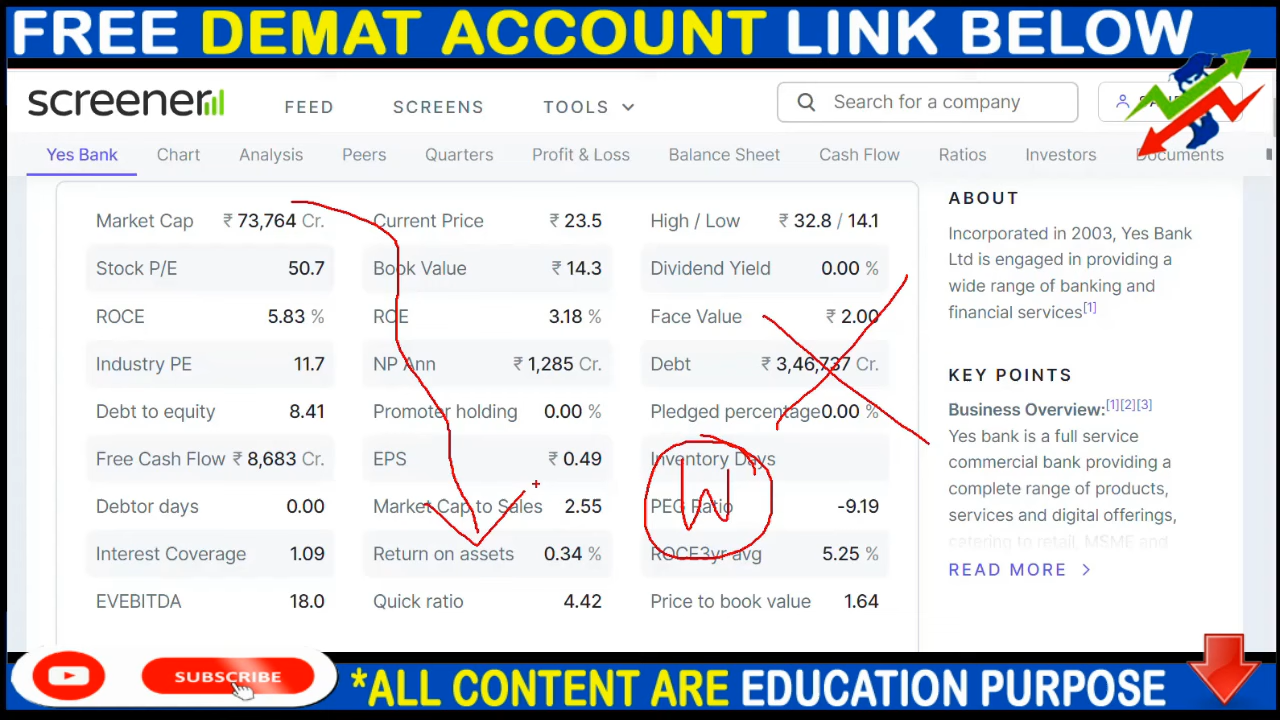 FREE DEMAT ACCOUNT LINK BELOW
screener
FEED SCREENS TOOLS
Search for a company
Yes Bank Chart Analysis Peers Quarters Profit & Loss Balance Sheet Cash Flow Ratios Investors Documents
Market Cap ₹ 73,764 Cr. Current Price ₹ 23.5 High / Low ₹ 32.8 / 14.1
Stock P/E 50.7 Book Value ₹ 14.3 Dividend Yield 0.00 %
ROCE 5.83 % ROE 3.18 % Face Value ₹ 2.00
Industry PE 11.7 NP Ann ₹ 1,285 Cr. Debt ₹ 3,46,737 Cr.
Debt to equity 8.41 Promoter holding 0.00 % Pledged percentage 0.00 %
Free Cash Flow ₹ 8,683 Cr. EPS ₹ 0.49 Inventory Days
Debtor days 0.00 Market Cap to Sales 2.55 PEG Ratio -9.19
Interest Coverage 1.09 Return on assets 0.34 % ROCE3yr avg 5.25 %
EVEBITDA 18.0 Quick ratio 4.42 Price to book value 1.64
W
ABOUT
Incorporated in 2003, Yes Bank
Ltd is engaged in providing a
wide range of banking and
financial services[1]
KEY POINTS
Business Overview:[1][2][3]
Yes bank is a full service
commercial bank providing a
complete range of products,
services and digital offerings,
catering to retail, MSME and
READ MORE
SUBSCRIBE
*ALL CONTENT ARE EDUCATION PURPOSE